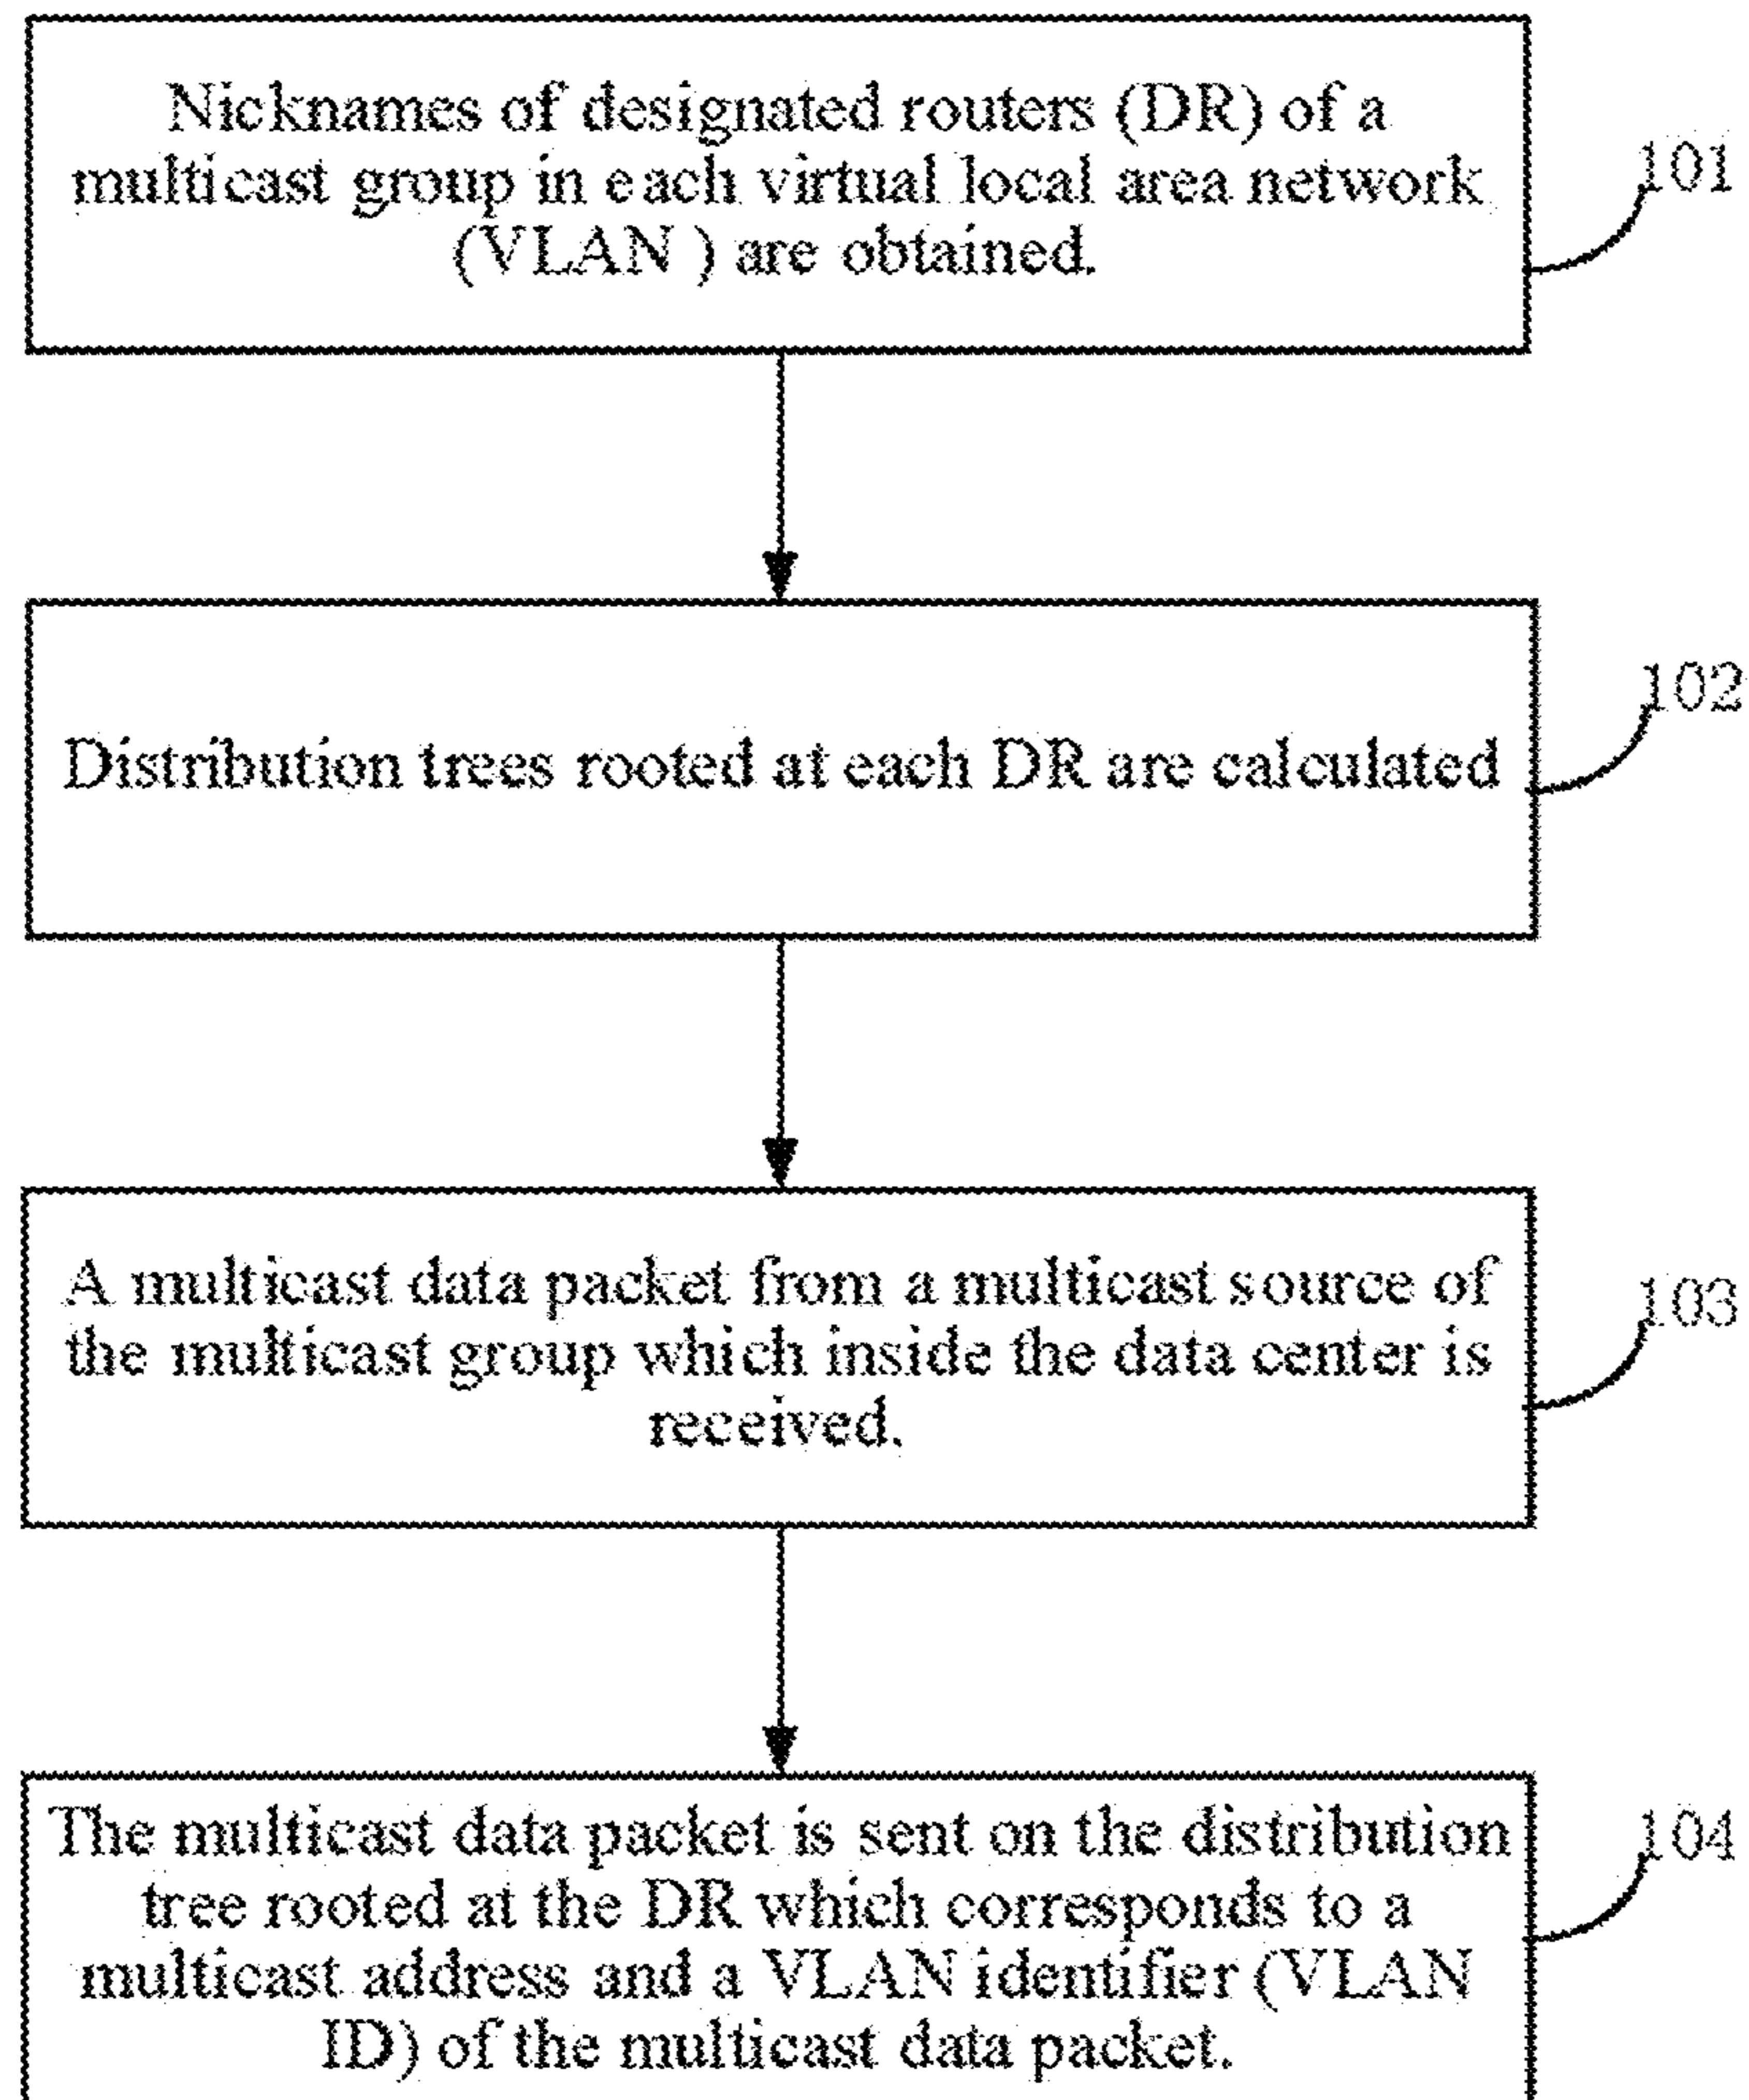 Nicknames of designated routers (DR) of a
multicast group in each virtual local area network
(VLAN ) are obtained.
101
Distribution trees rooted at each DR are calculated
102
A multicast data packet from a multicast source of
the multicast group which inside the data center is
received.
103
The multicast data packet is sent on the distribution
tree rooted at the DR which corresponds to a
multicast address and a VLAN identifier (VLAN
ID) of the multicast data packet.
104